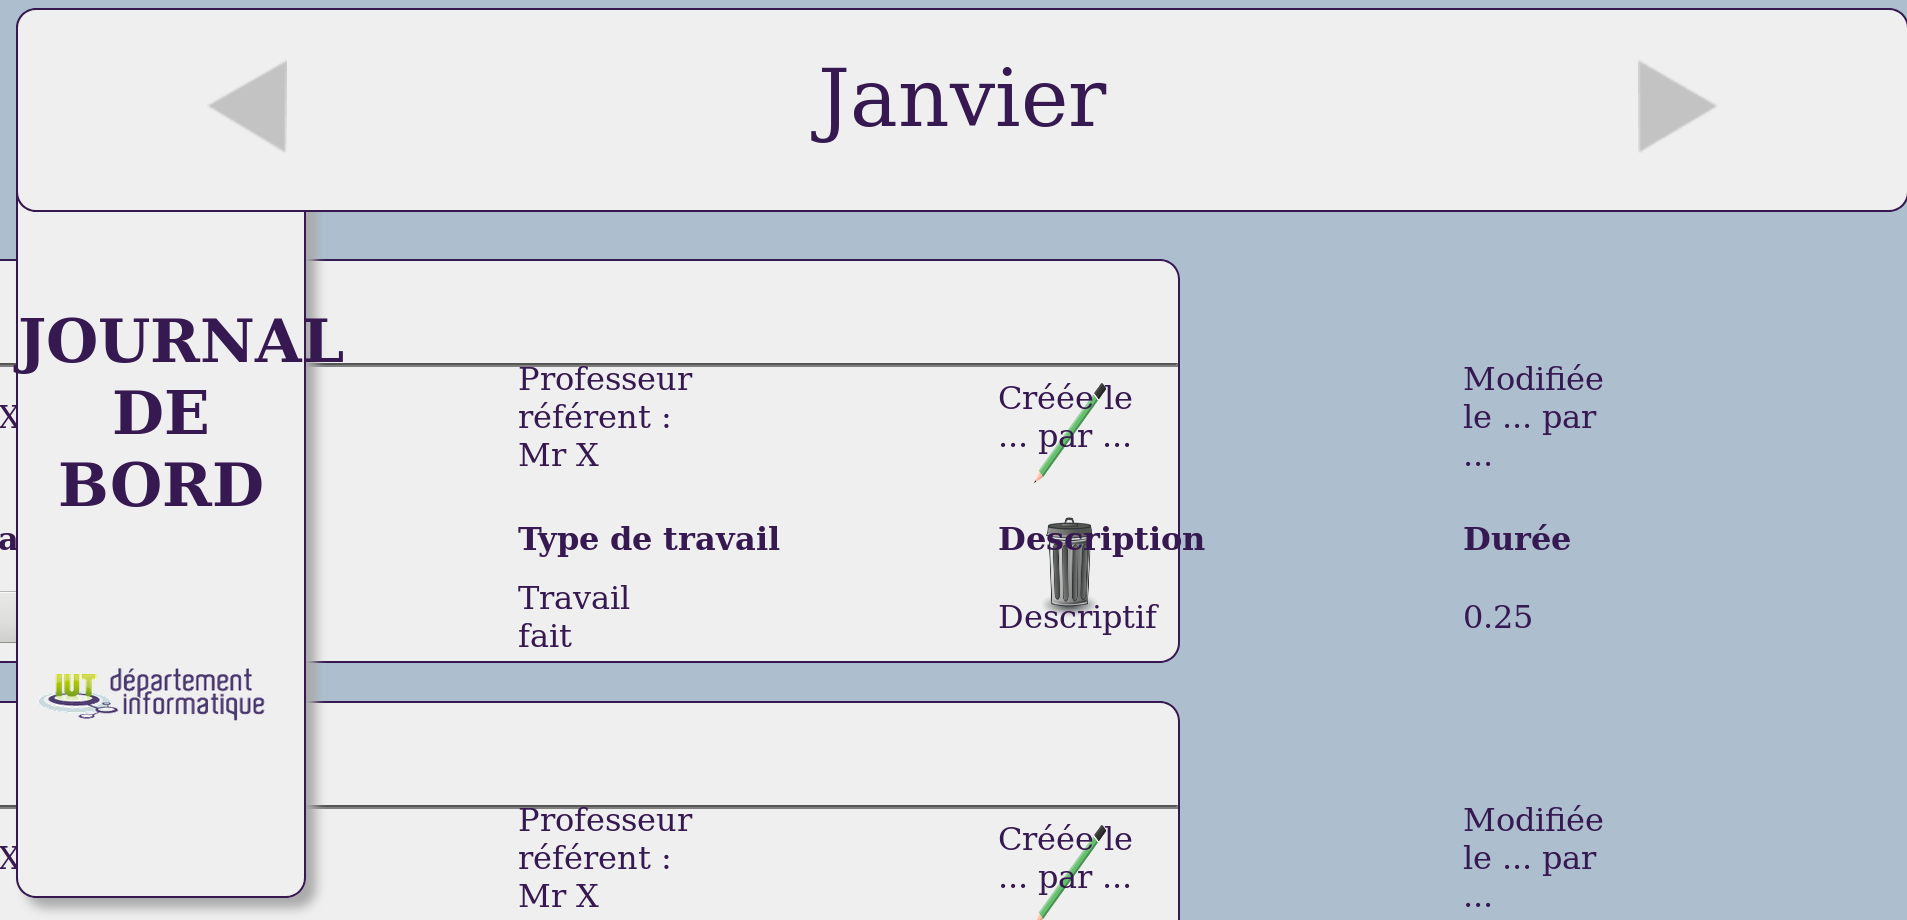 Janvier
JOURNAL
DE
BORD
IUT département
informatique
X
Professeur
référent :
Mr X
Créée le
... par ...
Modifiée
le ... par
...
a
Type de travail
Description
Durée
Travail
fait
Descriptif
0.25
X
Professeur
référent :
Mr X
Créée le
... par ...
Modifiée
le ... par
...